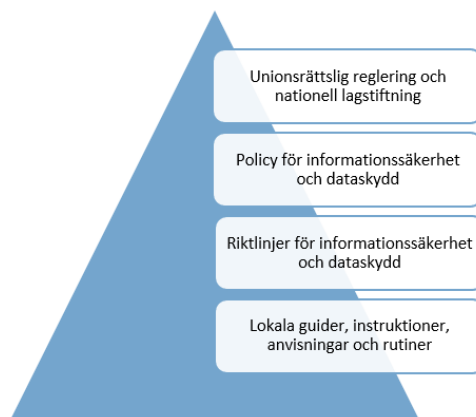 Unionsrättslig reglering och
nationell lagstiftning
Policy för informationssäkerhet
och dataskydd
Riktlinjer för informationssäkerhet
och dataskydd
Lokala guider, instruktioner,
anvisningar och rutiner